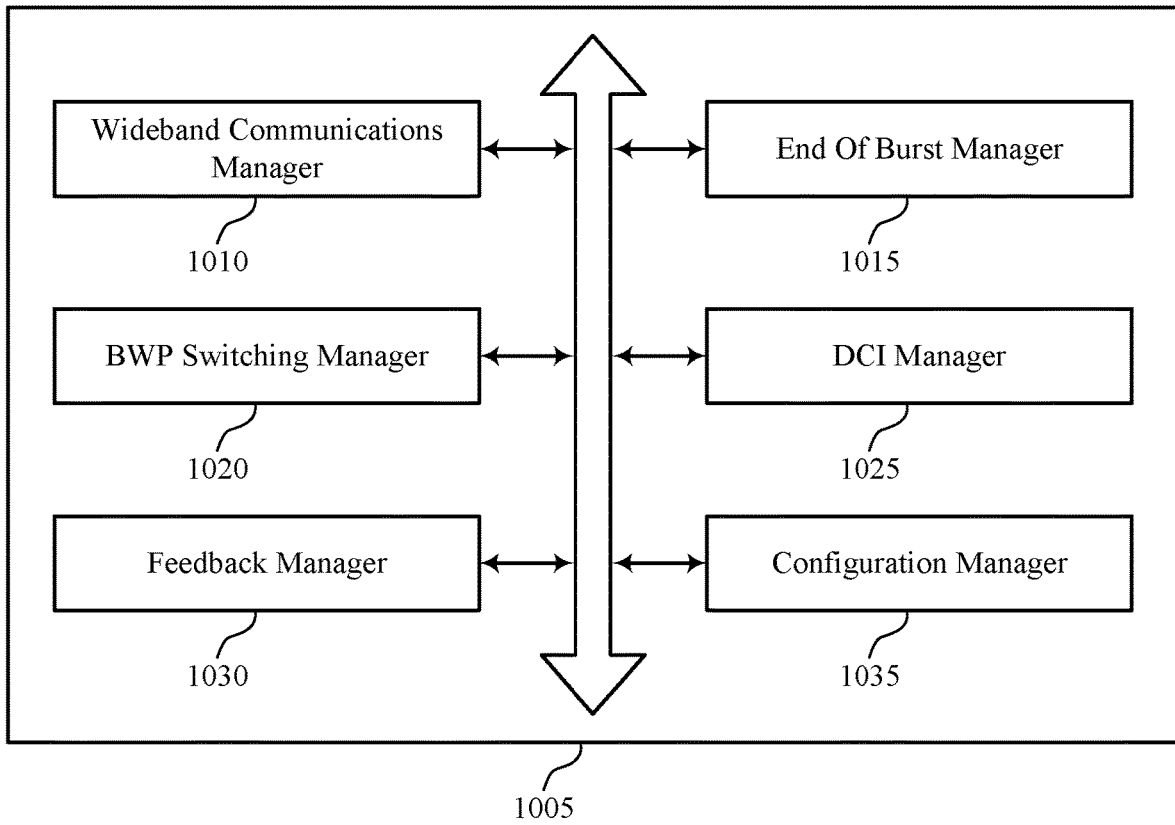 Wideband Communications
Manager
1010
End Of Burst Manager
1015
BWP Switching Manager
1020
DCI Manager
1025
Feedback Manager
1030
Configuration Manager
1035
1005